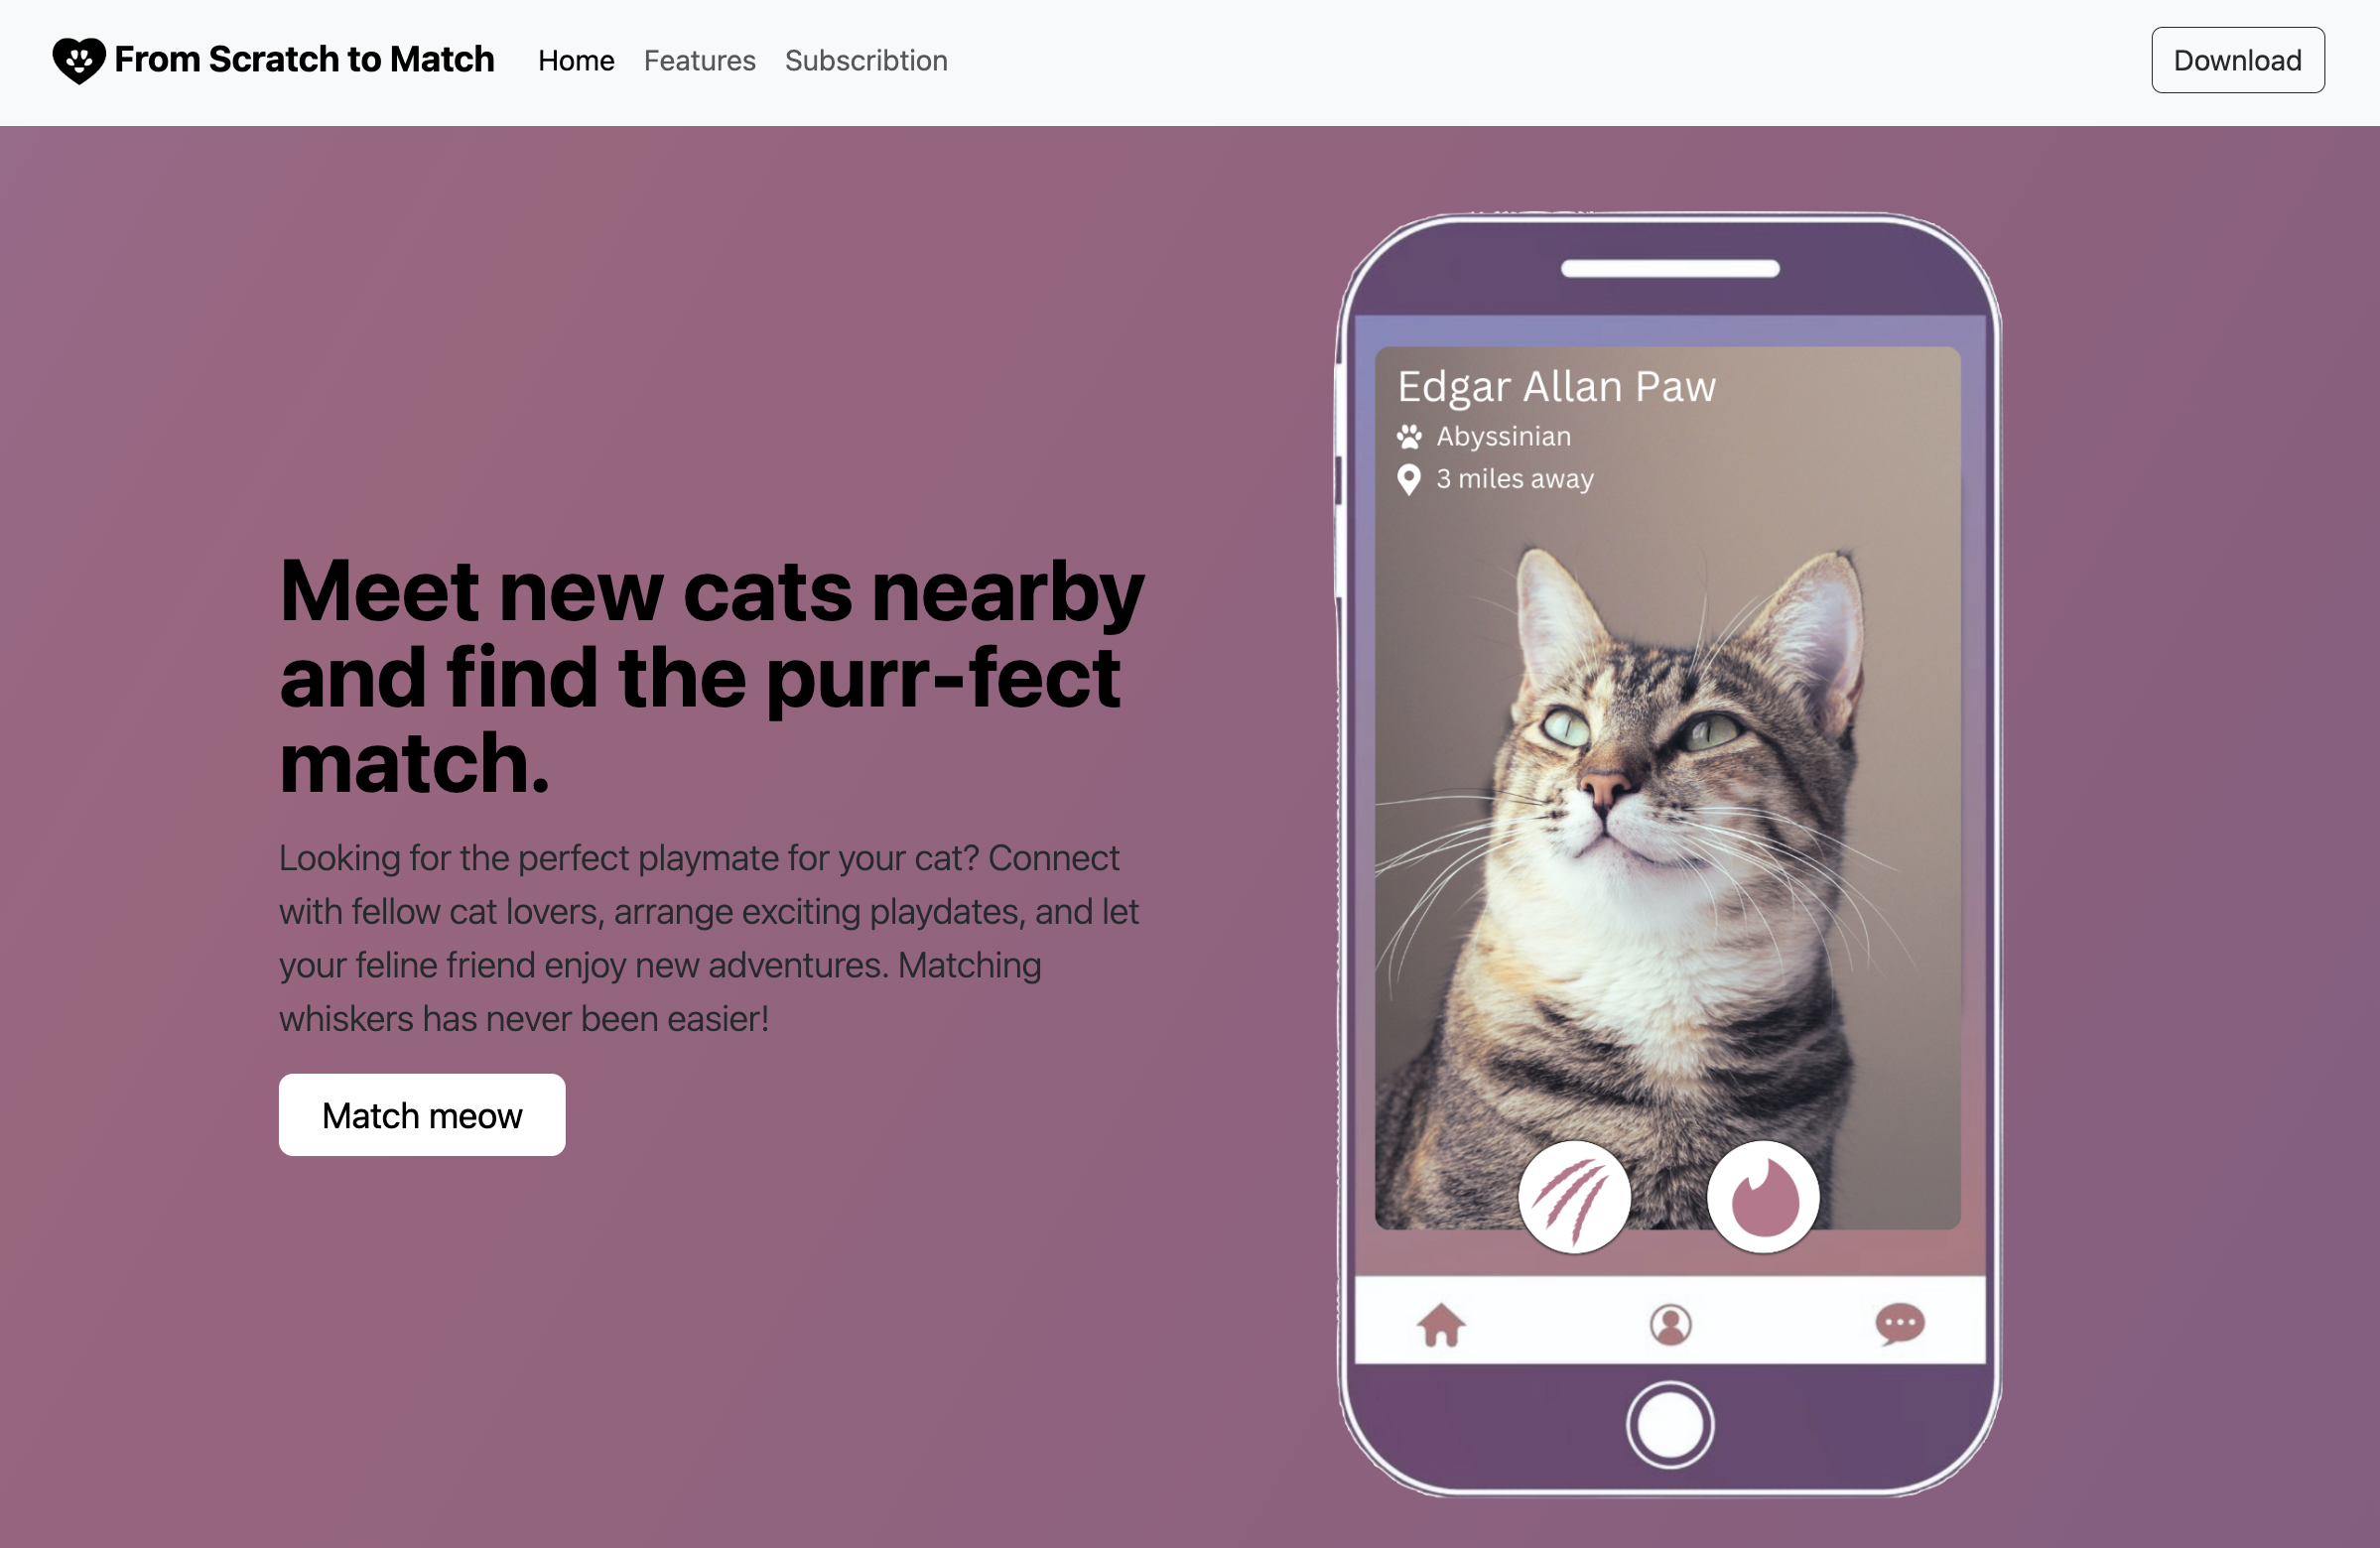 From Scratch to Match
Home
Features
Subscribtion
Download
Meet new cats nearby
and find the purr-fect
match.
Looking for the perfect playmate for your cat? Connect
with fellow cat lovers, arrange exciting playdates, and let
your feline friend enjoy new adventures. Matching
whiskers has never been easier!
Match meow
Edgar Allan Paw
Abyssinian
3 miles away